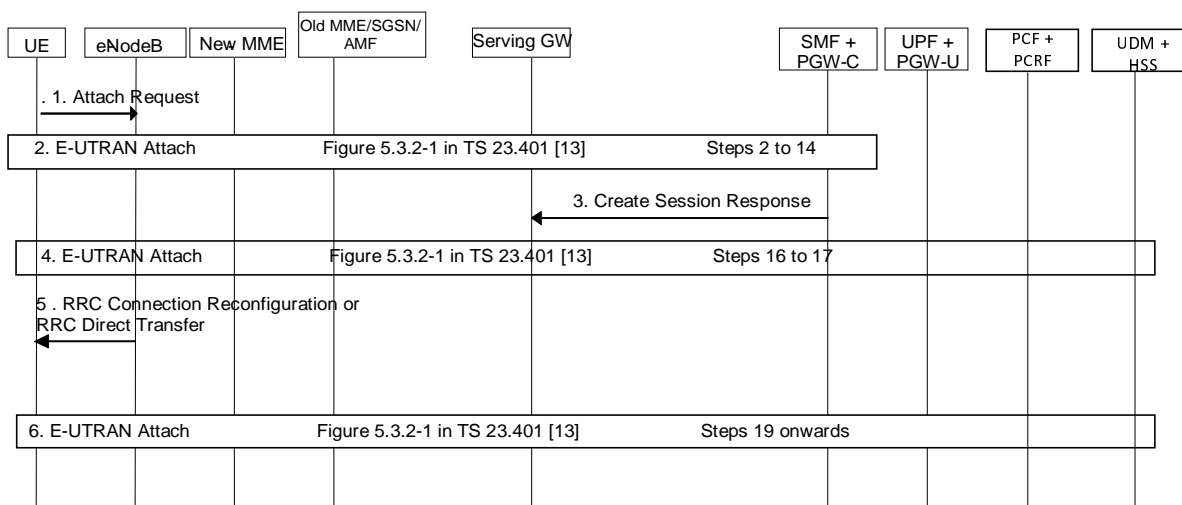 UE
eNodeB
New MME
Old MME/SGSN/
AMF
Serving GW
SMF +
PGW-C
UPF +
PGW-U
PCF +
PCRF
UDM +
HSS
. 1. Attach Request
2. E-UTRAN Attach Figure 5.3.2-1 in TS 23.401 [13] Steps 2 to 14
3. Create Session Response
4. E-UTRAN Attach Figure 5.3.2-1 in TS 23.401 [13] Steps 16 to 17
5 . RRC Connection Reconfiguration or
RRC Direct Transfer
6. E-UTRAN Attach Figure 5.3.2-1 in TS 23.401 [13] Steps 19 onwards